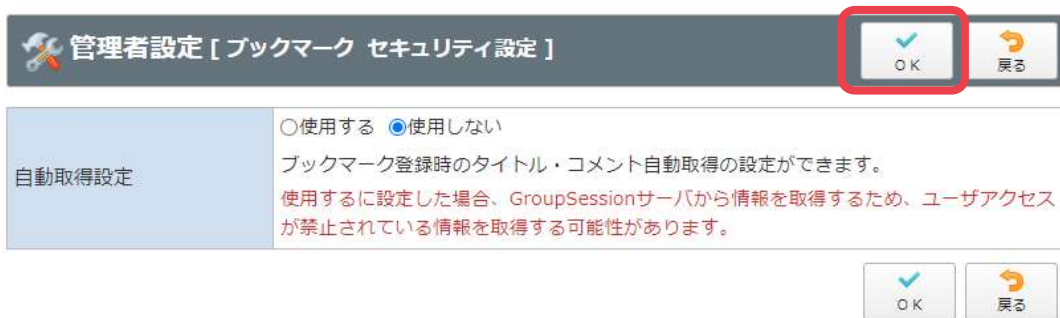 管理者設定 [ ブックマーク セキュリティ設定 ]
OK
戻る
自動取得設定
使用する 使用しない
ブックマーク登録時のタイトル・コメント自動取得の設定ができます。
使用するに設定した場合、GroupSessionサーバから情報を取得するため、ユーザアクセス
が禁止されている情報を取得する可能性があります。
OK
戻る